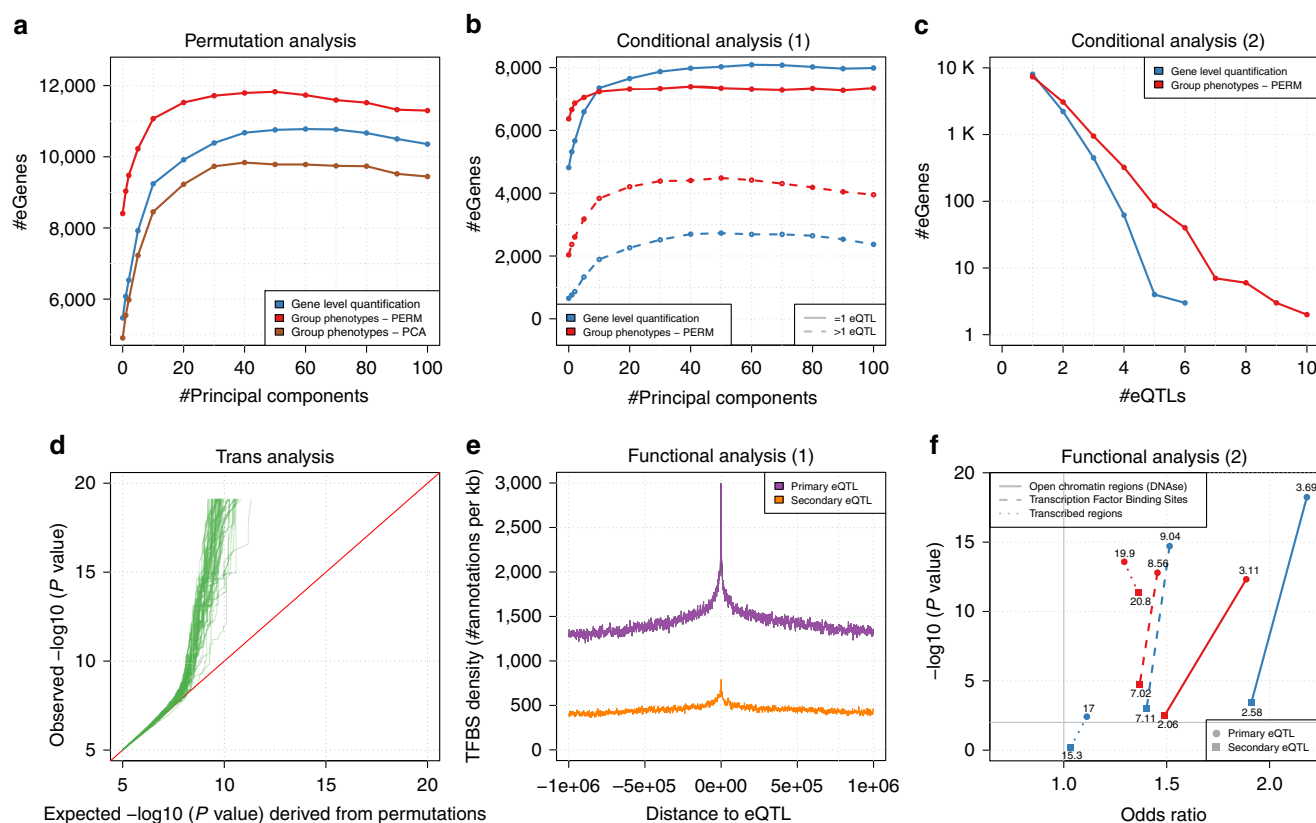 a
Permutation analysis
12,000
10,000
8,000
6,000
#eGenes
0 20 40 60 80 100
#Principal components
Gene level quantification
Group phenotypes – PERM
Group phenotypes – PCA
b
Conditional analysis (1)
8,000
6,000
4,000
2,000
0
#eGenes
0 20 40 60 80 100
#Principal components
Gene level quantification
Group phenotypes – PERM
=1 eQTL
>1 eQTL
c
Conditional analysis (2)
Gene level quantification
Group phenotypes – PERM
10 K
1 K
100
10
1
#eGenes
0 2 4 6 8 10
#eQTLs
d
Trans analysis
20
15
10
5
Observed –log10 (P value)
5 10 15 20
Expected –log10 (P value) derived from permutations
e
Functional analysis (1)
Primary eQTL
Secondary eQTL
3,000
2,500
2,000
1,500
1,000
500
0
TFBS density (#annotations per kb)
−1e+06 −5e+05 0e+00 5e+05 1e+06
Distance to eQTL
f
Functional analysis (2)
Open chromatin regions (DNAse)
Transcription Factor Binding Sites
Transcribed regions
20
15
10
5
0
–log10 (P value)
3.69
9.04
19.9
8.56
3.11
20.8
7.02
7.11
2.06
2.58
17
15.3
Primary eQTL
Secondary eQTL
1.0 1.5 2.0
Odds ratio